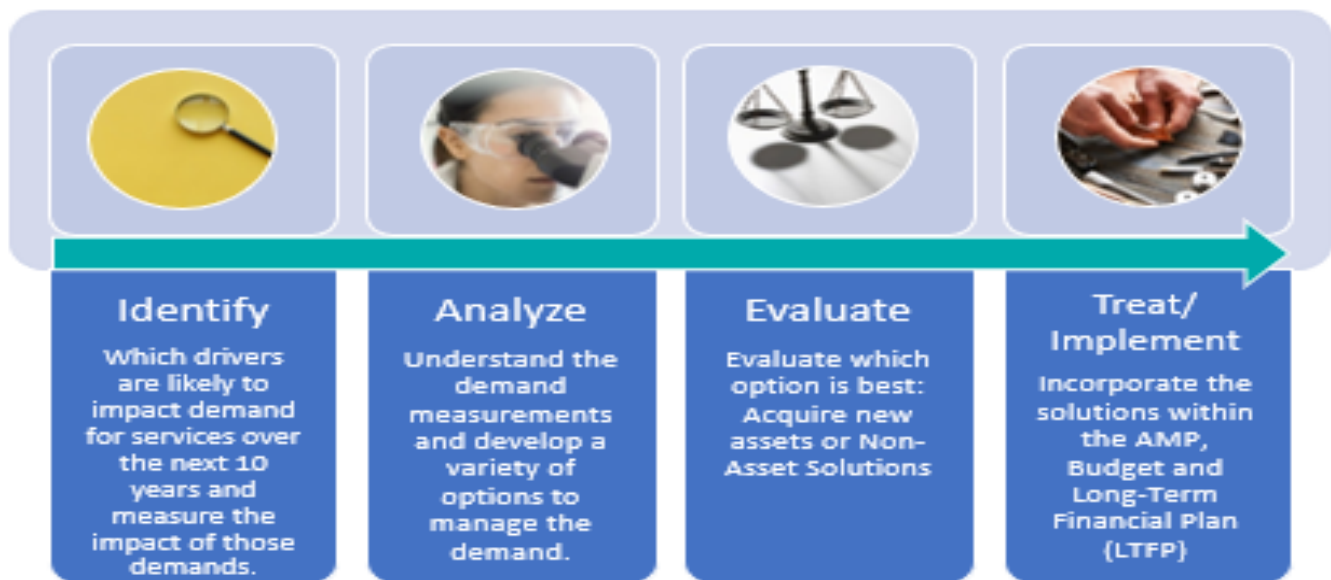 Identify
Which drivers
are likely to
impact demand
for services over
the next 10
years and
measure the
impact of those
demands.
Analyze
Understand the
demand
measurements
and develop a
variety of
options to
manage the
demand.
Evaluate
Evaluate which
option is best:
Acquire new
assets or Non-
Asset Solutions
Treat/
Implement
Incorporate the
solutions within
the AMP,
Budget and
Long-Term
Financial Plan
(LTFP)